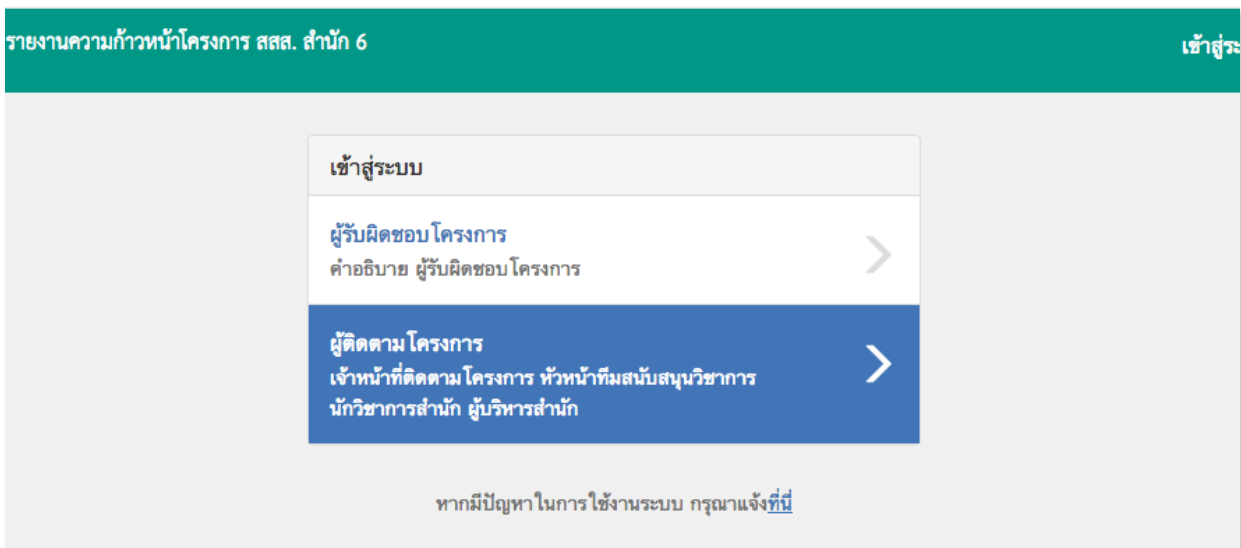 รายงานความก้าวหน้าโครงการ สสส. สำนัก 6
เข้าสู่ระ
เข้าสู่ระบบ
ผู้รับผิดชอบโครงการ
คำอธิบาย ผู้รับผิดชอบโครงการ
ผู้ติดตามโครงการ
เจ้าหน้าที่ติดตามโครงการ หัวหน้าทีมสนับสนุนวิชาการ
นักวิชาการสำนัก ผู้บริหารสำนัก
หากมีปัญหาในการใช้งานระบบ กรุณาแจ้งที่นี่